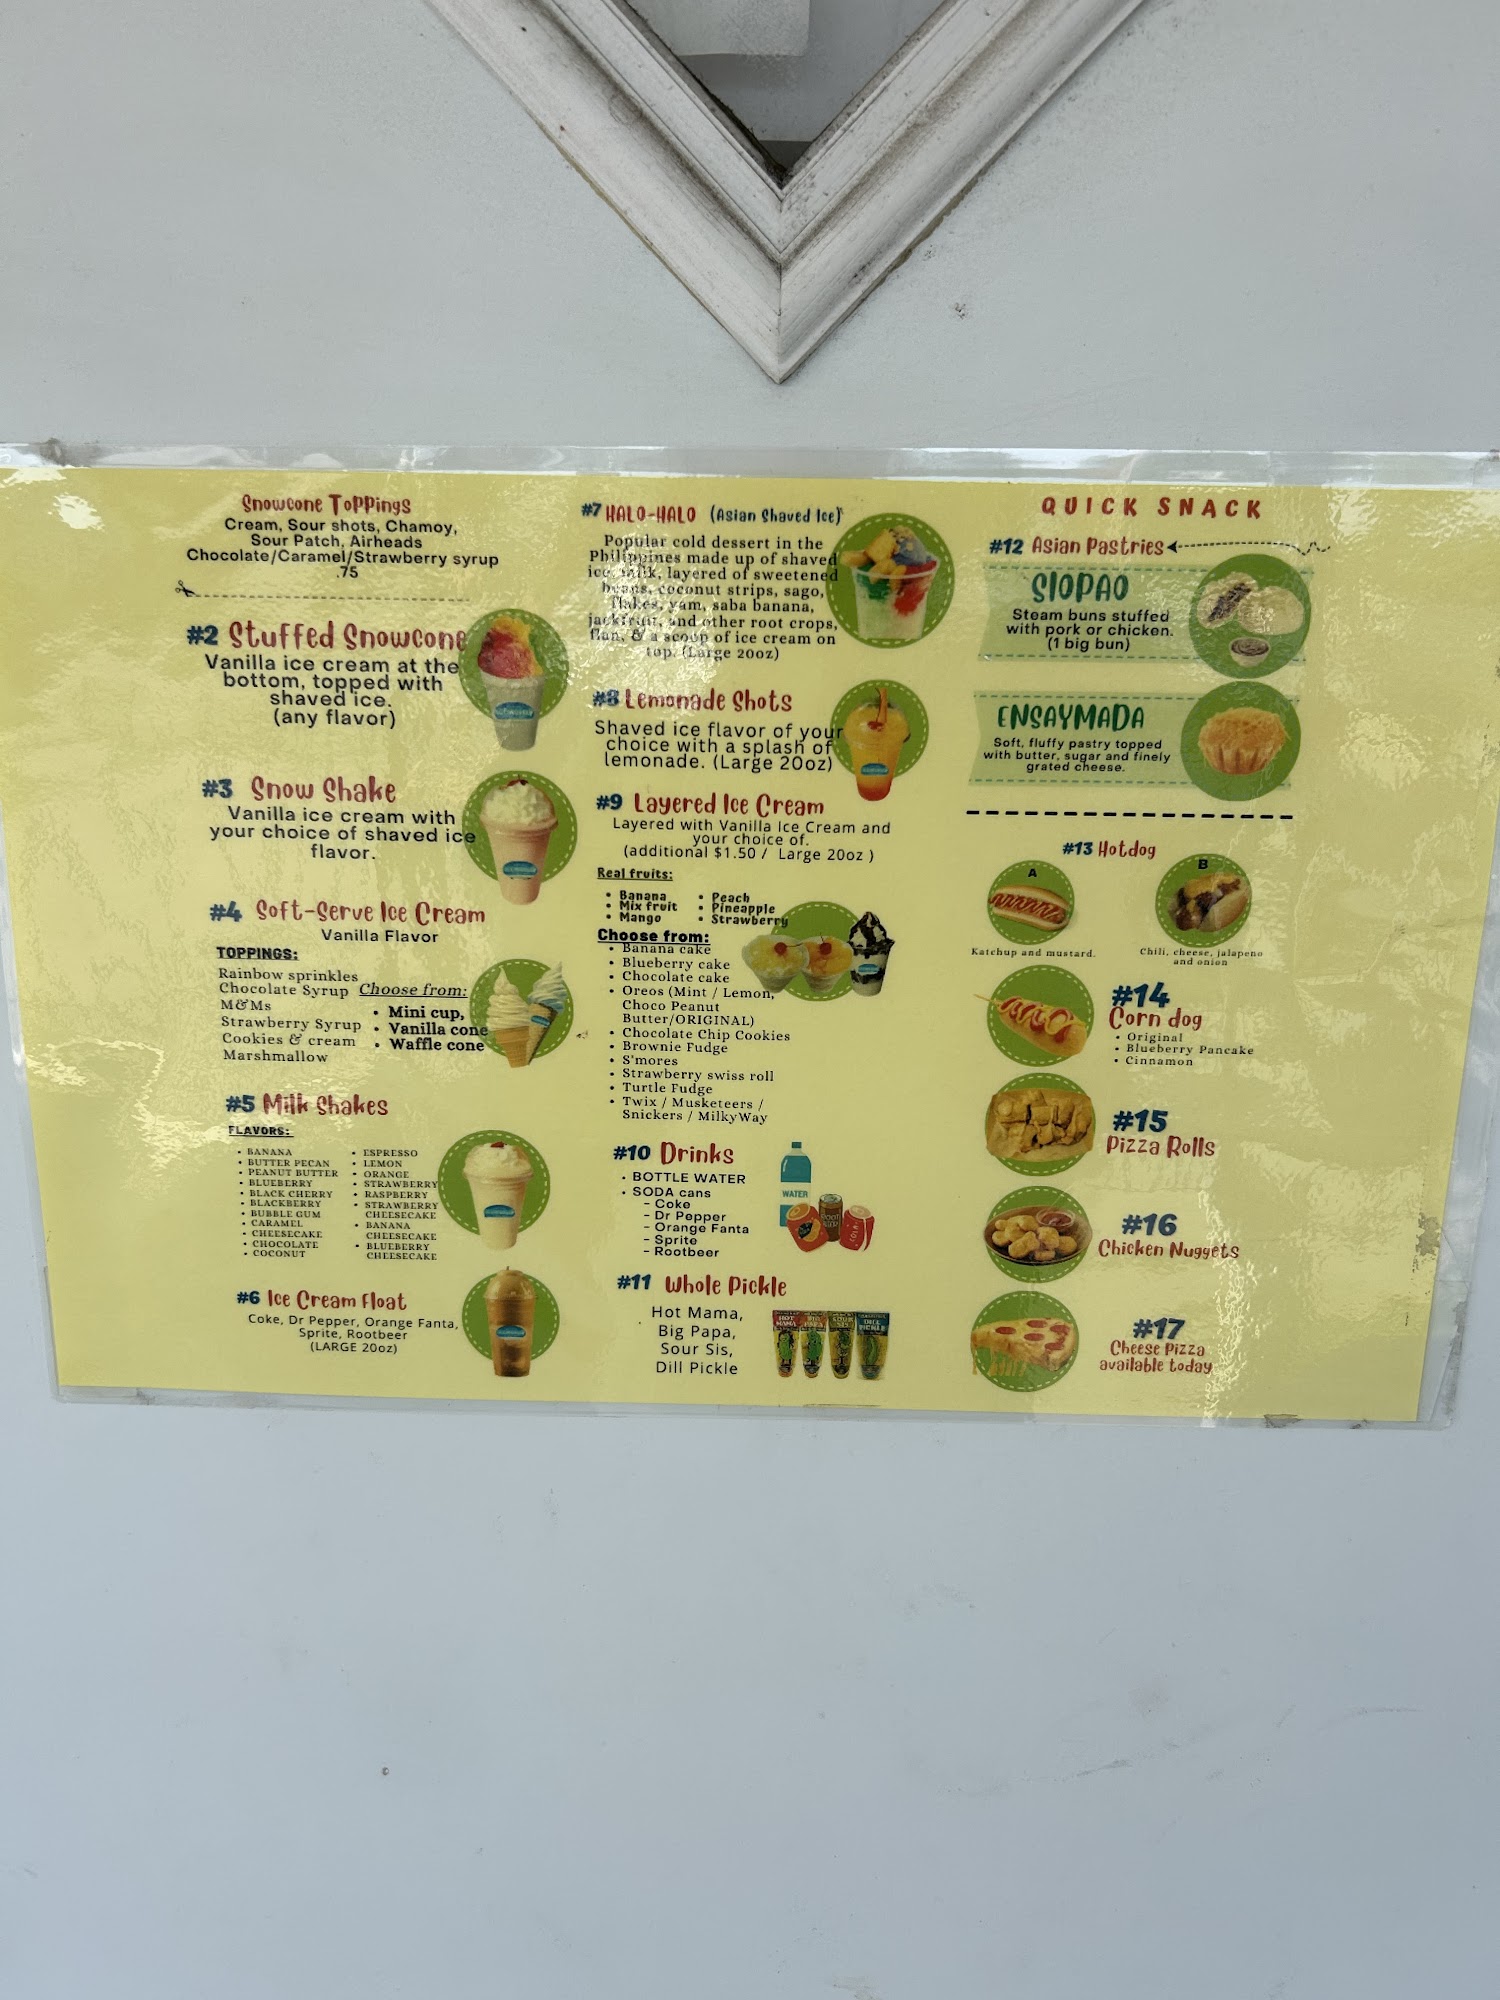 Snowcone Toppings
Cream, Sour shots, Chamoy,
Sour Patch, Airheads
Chocolate/Caramel/Strawberry syrup
.75
#2 Stuffed Snowcone
Vanilla ice cream at the
bottom, topped with
shaved ice.
(any flavor)
#3 Snow Shake
Vanilla ice cream with
your choice of shaved ice
flavor.
#4 Soft-Serve Ice Cream
Vanilla Flavor
TOPPINGS:
Rainbow sprinkles
Chocolate Syrup
M&Ms
Strawberry Syrup
Cookies & cream
Marshmallow
Choose from:
• Mini cup,
• Vanilla cone
• Waffle cone
#5 Milk Shakes
FLAVORS:
• BANANA
• BUTTER PECAN
• PEANUT BUTTER
• BLUEBERRY
• BLACK CHERRY
• BLACKBERRY
• BUBBLE GUM
• CARAMEL
• CHEESECAKE
• CHOCOLATE
• COCONUT
• ESPRESSO
• LEMON
• ORANGE
• STRAWBERRY
• RASPBERRY
• STRAWBERRY
CHEESECAKE
• BANANA
CHEESECAKE
• BLUEBERRY
CHEESECAKE
#6 Ice Cream Float
Coke, Dr Pepper, Orange Fanta,
Sprite, Rootbeer
(LARGE 20oz)
#7 HALO-HALO (Asian Shaved Ice)
Popular cold dessert in the
Philippines made up of shaved
ice, milk, layered of sweetened
beans, coconut strips, sago,
flakes, yam, saba banana,
jackfruit, and other root crops,
flan, & a scoop of ice cream on
top. (Large 20oz)
#8 Lemonade Shots
Shaved ice flavor of your
choice with a splash of
lemonade. (Large 20oz)
#9 Layered Ice Cream
Layered with Vanilla Ice Cream and
your choice of.
(additional $1.50 / Large 20oz )
Real fruits:
• Banana
• Mix fruit
• Mango
• Peach
• Pineapple
• Strawberry
Choose from:
• Banana cake
• Blueberry cake
• Chocolate cake
• Oreos (Mint / Lemon,
Choco Peanut
Butter/ORIGINAL)
• Chocolate Chip Cookies
• Brownie Fudge
• S'mores
• Strawberry swiss roll
• Turtle Fudge
• Twix / Musketeers /
Snickers / MilkyWay
#10 Drinks
• BOTTLE WATER
• SODA cans
- Coke
- Dr Pepper
- Orange Fanta
- Sprite
- Rootbeer
WATER
#11 Whole Pickle
Hot Mama,
Big Papa,
Sour Sis,
Dill Pickle
QUICK SNACK
#12 Asian Pastries
SIOPAO
Steam buns stuffed
with pork or chicken.
(1 big bun)
ENSAYMADA
Soft, fluffy pastry topped
with butter, sugar and finely
grated cheese.
#13 Hotdog
A
B
Katchup and mustard.
Chili, cheese, jalapeno
and onion
#14
Corn dog
• Original
• Blueberry Pancake
• Cinnamon
#15
Pizza Rolls
#16
Chicken Nuggets
#17
Cheese Pizza
available today